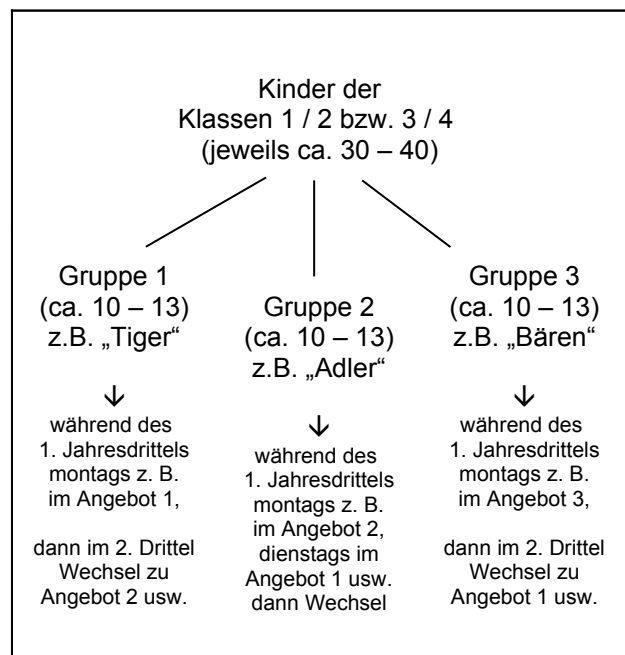 Kinder der
Klassen 1 / 2 bzw. 3 / 4
(jeweils ca. 30 – 40)
Gruppe 1
(ca. 10 – 13)
z.B. „Tiger“
↓
während des
1. Jahresdrittels
montags z. B.
im Angebot 1,
dann im 2. Drittel
Wechsel zu
Angebot 2 usw.
Gruppe 2
(ca. 10 – 13)
z.B. „Adler“
↓
während des
1. Jahresdrittels
montags z. B.
im Angebot 2,
dienstags im
Angebot 1 usw.
dann Wechsel
Gruppe 3
(ca. 10 – 13)
z.B. „Bären“
↓
während des
1. Jahresdrittels
montags z. B.
im Angebot 3,
dann im 2. Drittel
Wechsel zu
Angebot 1 usw.